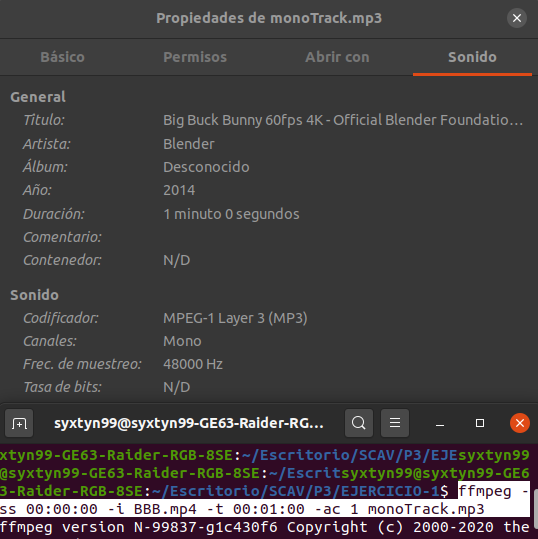 Propiedades de monoTrack.mp3
Básico Permisos Abrir con Sonido
General
Título: Big Buck Bunny 60fps 4K - Official Blender Foundatio…
Artista: Blender
Álbum: Desconocido
Año: 2014
Duración: 1 minuto 0 segundos
Comentario:
Contenedor: N/D
Sonido
Codificador: MPEG-1 Layer 3 (MP3)
Canales: Mono
Frec. de muestreo: 48000 Hz
Tasa de bits: N/D
syxtyn99@syxtyn99-GE63-Raider-RG...
xtyn99-GE63-Raider-RGB-8SE:~/Escritorio/SCAV/P3/EJEsyxtyn99
@syxtyn99-GE63-Raider-RGB-8SE:~/Escritsyxtyn99@syxtyn99-GE6
3-Raider-RGB-8SE:~/Escritorio/SCAV/P3/EJERCICIO-1$ ffmpeg -
ss 00:00:00 -i BBB.mp4 -t 00:01:00 -ac 1 monoTrack.mp3
ffmpeg version N-99837-g1c430f6 Copyright (c) 2000-2020 the